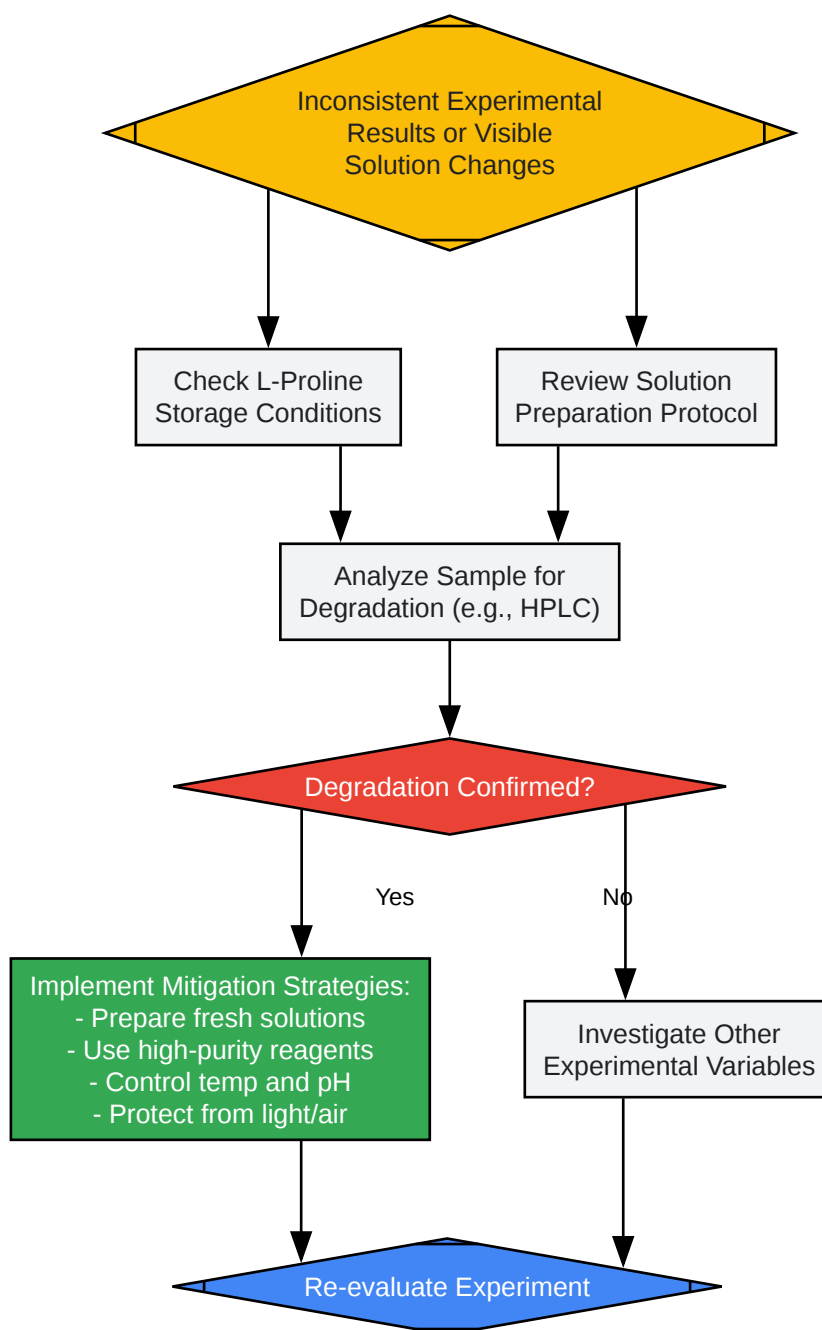 Inconsistent Experimental
Results or Visible
Solution Changes
Check L-Proline
Storage Conditions
Review Solution
Preparation Protocol
Analyze Sample for
Degradation (e.g., HPLC)
Degradation Confirmed?
Yes
No
Implement Mitigation Strategies:
- Prepare fresh solutions
- Use high-purity reagents
- Control temp and pH
- Protect from light/air
Investigate Other
Experimental Variables
Re-evaluate Experiment